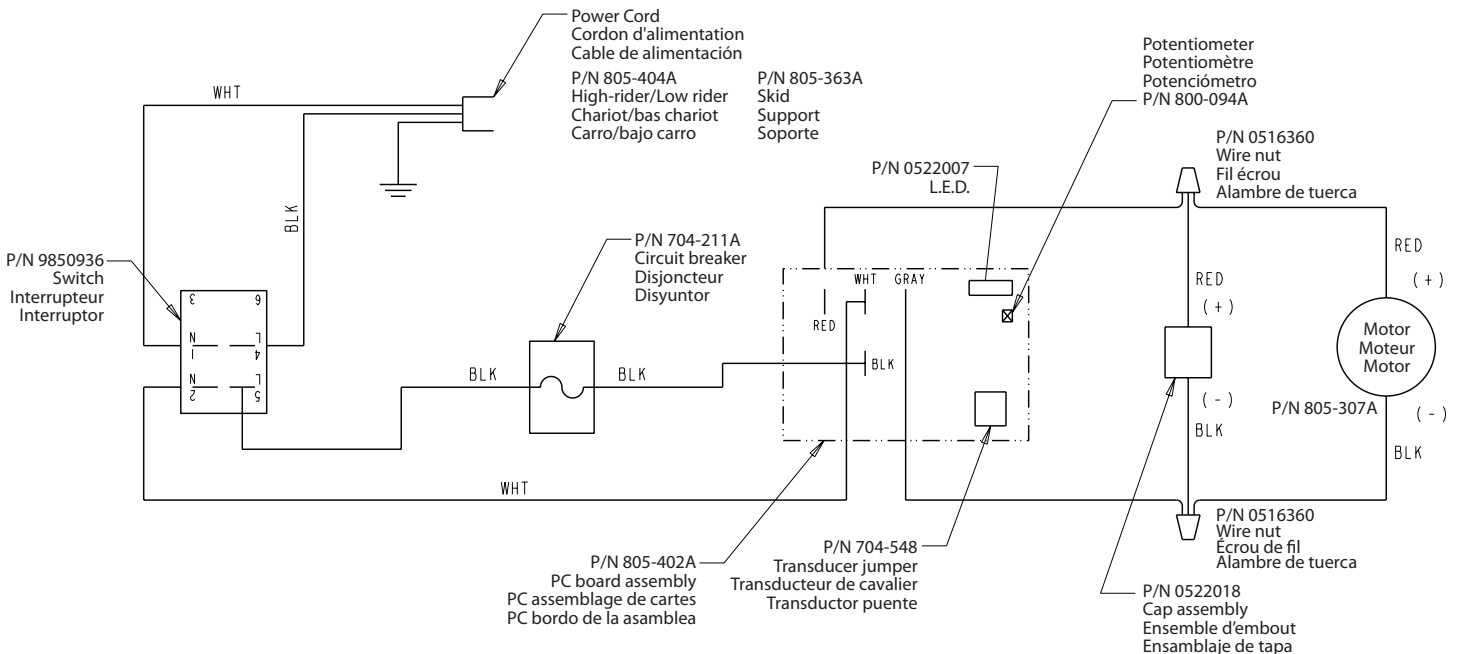 Power Cord
Cordon d'alimentation
Cable de alimentación
P/N 805-404A
High-rider/Low rider
Chariot/bas chariot
Carro/bajo carro
P/N 805-363A
Skid
Support
Soporte
Potentiometer
Potentiomètre
Potenciómetro
P/N 800-094A
WHT
BLK
P/N 0516360
Wire nut
Fil écrou
Alambre de tuerca
P/N 0522007
L.E.D.
P/N 9850936
Switch
Interrupteur
Interruptor
3
6
N
1
L
4
N
2
L
5
P/N 704-211A
Circuit breaker
Disjoncteur
Disyuntor
BLK
BLK
WHT
GRAY
RED
BLK
RED
(+)
RED
(+)
Motor
Moteur
Motor
P/N 805-307A
(-)
BLK
(-)
BLK
WHT
P/N 805-402A
PC board assembly
PC assemblage de cartes
PC bordo de la asamblea
P/N 704-548
Transducer jumper
Transducteur de cavalier
Transductor puente
P/N 0516360
Wire nut
Écrou de fil
Alambre de tuerca
P/N 0522018
Cap assembly
Ensemble d'embout
Ensamblaje de tapa